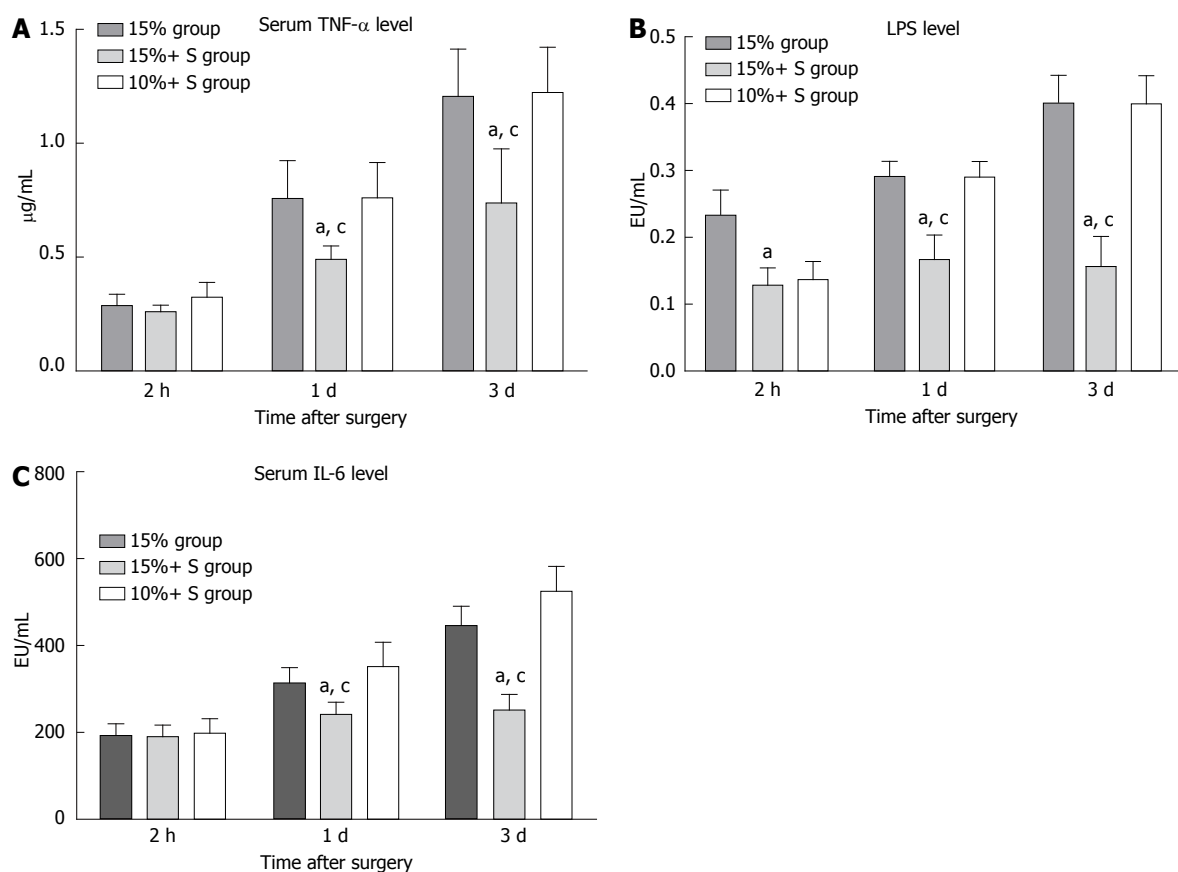 A
Serum TNF-α level
15% group
15%+ S group
10%+ S group
1.5
1.0
0.5
0.0
μg/mL
a, c
a, c
2 h
1 d
3 d
Time after surgery
B
LPS level
15% group
15%+ S group
10%+ S group
0.5
0.4
0.3
0.2
0.1
0.0
EU/mL
a
a, c
a, c
2 h
1 d
3 d
Time after surgery
C
Serum IL-6 level
15% group
15%+ S group
10%+ S group
800
600
400
200
0
EU/mL
a, c
a, c
2 h
1 d
3 d
Time after surgery